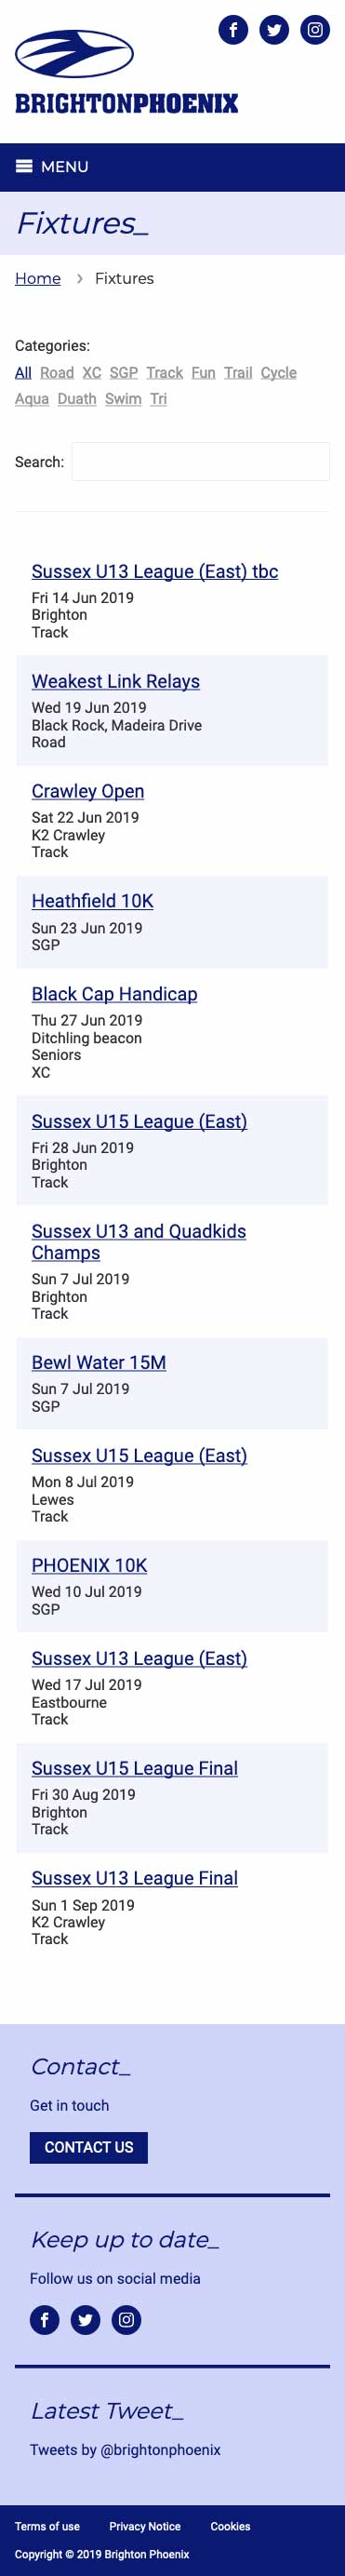 BRIGHTONPHOENIX
MENU
Fixtures_
Home › Fixtures
Categories:
All Road XC SGP Track Fun Trail Cycle
Aqua Duath Swim Tri
Search:
Sussex U13 League (East) tbc
Fri 14 Jun 2019
Brighton
Track
Weakest Link Relays
Wed 19 Jun 2019
Black Rock, Madeira Drive
Road
Crawley Open
Sat 22 Jun 2019
K2 Crawley
Track
Heathfield 10K
Sun 23 Jun 2019
SGP
Black Cap Handicap
Thu 27 Jun 2019
Ditchling beacon
Seniors
XC
Sussex U15 League (East)
Fri 28 Jun 2019
Brighton
Track
Sussex U13 and Quadkids
Champs
Sun 7 Jul 2019
Brighton
Track
Bewl Water 15M
Sun 7 Jul 2019
SGP
Sussex U15 League (East)
Mon 8 Jul 2019
Lewes
Track
PHOENIX 10K
Wed 10 Jul 2019
SGP
Sussex U13 League (East)
Wed 17 Jul 2019
Eastbourne
Track
Sussex U15 League Final
Fri 30 Aug 2019
Brighton
Track
Sussex U13 League Final
Sun 1 Sep 2019
K2 Crawley
Track
Contact_
Get in touch
CONTACT US
Keep up to date_
Follow us on social media
Latest Tweet_
Tweets by @brightonphoenix
Terms of use Privacy Notice Cookies
Copyright © 2019 Brighton Phoenix